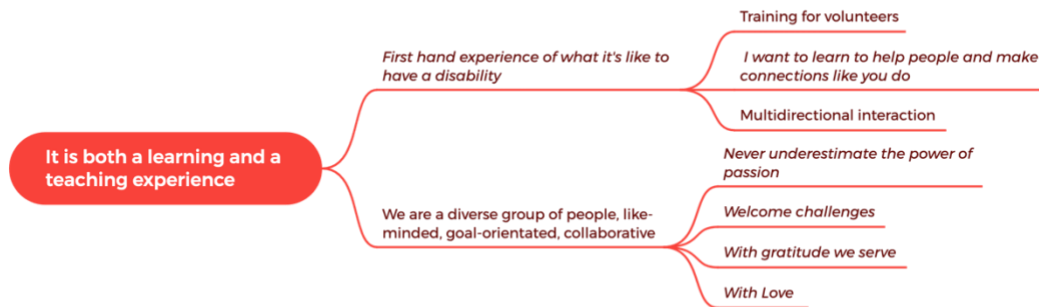 It is both a learning and a
teaching experience
First hand experience of what it's like to
have a disability
Training for volunteers
I want to learn to help people and make
connections like you do
Multidirectional interaction
We are a diverse group of people, like-
minded, goal-orientated, collaborative
Never underestimate the power of
passion
Welcome challenges
With gratitude we serve
With Love